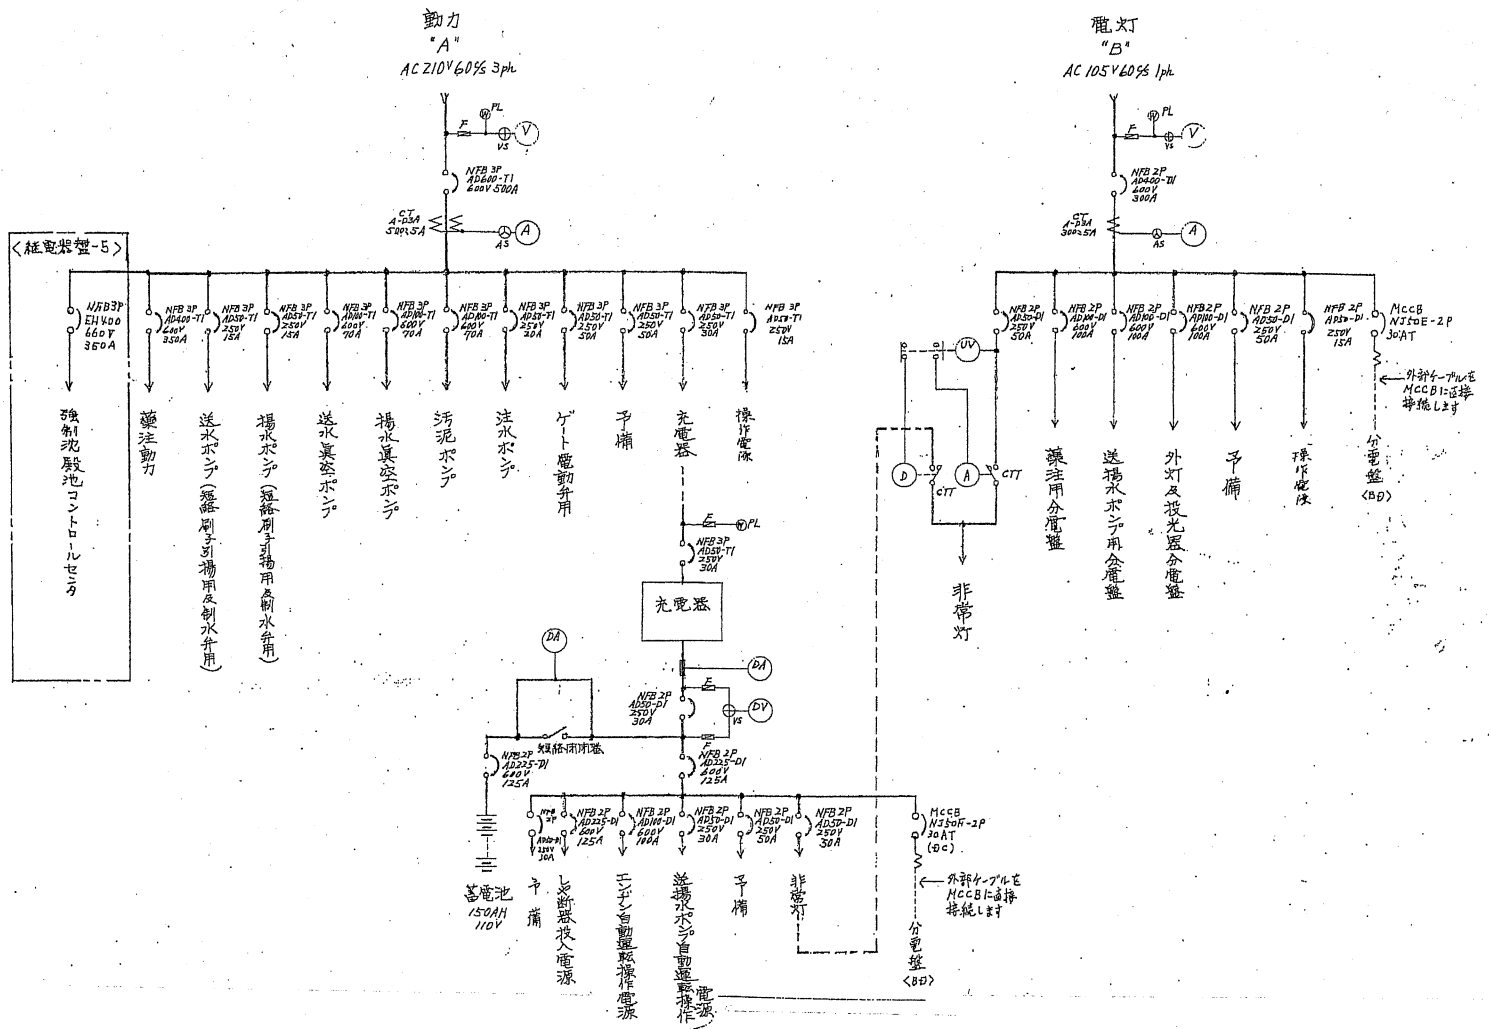 動力
"A"
AC 210V 60c/s 3ph
PL
F
V
VS
NFB 3P
AD600-T1
600V 500A
CT
A-D3A
500≥5A
A
AS
電灯
"B"
AC 105V 60c/s 1ph
PL
F
V
VS
NFB 2P
AD400-D1
600V
300A
CT
A-D3A
300≥5A
A
AS
<継電器盤-5>
NFB3P
EH400
660V
350A
強制沈殿池コントロールセンタ
NFB 3P
AD400-T1
600V
350A
薬注動力
NFB 3P
AD50-T1
250V
15A
送水ポンプ(短絡刷子引揚用及制水弁用)
NFB 3P
AD50-T1
250V
15A
揚水ポンプ(短絡刷子引揚用及制水弁用)
NFB 3P
AD100-T1
600V
70A
送水真空ポンプ
NFB 3P
AD100-T1
600V
70A
揚水真空ポンプ
NFB 3P
AD100-T1
600V
70A
汚泥ポンプ
NFB 3P
AD50-T1
250V
20A
注水ポンプ
NFB 3P
AD50-T1
250V
50A
ゲート電動弁用
NFB 3P
AD50-T1
250V
50A
予備
NFB 3P
AD50-T1
250V
30A
充電器
NFB 3P
AD50-T1
250V
15A
操作電源
F
PL
NFB 3P
AD50-T1
250V
30A
充電器
DA
DA
NFB 2P
AD50-D1
250V
30A
F
DV
VS
F
短絡開閉器
NFB 2P
AD225-D1
600V
125A
NFB 2P
AD225-D1
600V
125A
蓄電池
150AH
110V
NFB
2P
AD50-D1
250V
30A
予備
NFB 2P
AD225-D1
600V
125A
しゃ断器投入電源
NFB 2P
AD100-D1
600V
100A
エンヂン自動運転操作電源
NFB 2P
AD50-D1
250V
30A
送揚水ポンプ自動運転操作電源
NFB 2P
AD50-D1
250V
50A
予備
NFB 2P
AD50-D1
250V
50A
非常灯
MCCB
NJ50F-2P
30AT
(DC)
外部ケーブルを
MCCBに直接
接続します
分電盤
<BD>
NFB 2P
AD50-D1
250V
50A
UV
D
CTT
A
CTT
非常灯
NFB 2P
AD100-D1
600V
100A
薬注用分電盤
NFB 2P
AD100-D1
600V
100A
送揚水ポンプ用分電盤
NFB 2P
AD100-D1
600V
100A
外灯及投光器分電盤
NFB 2P
AD50-D1
250V
50A
予備
NFB 2P
AD50-D1
250V
15A
操作電源
MCCB
NJ50E-2P
30AT
外部ケーブルを
MCCBに直接
接続します
分電盤
<BD>